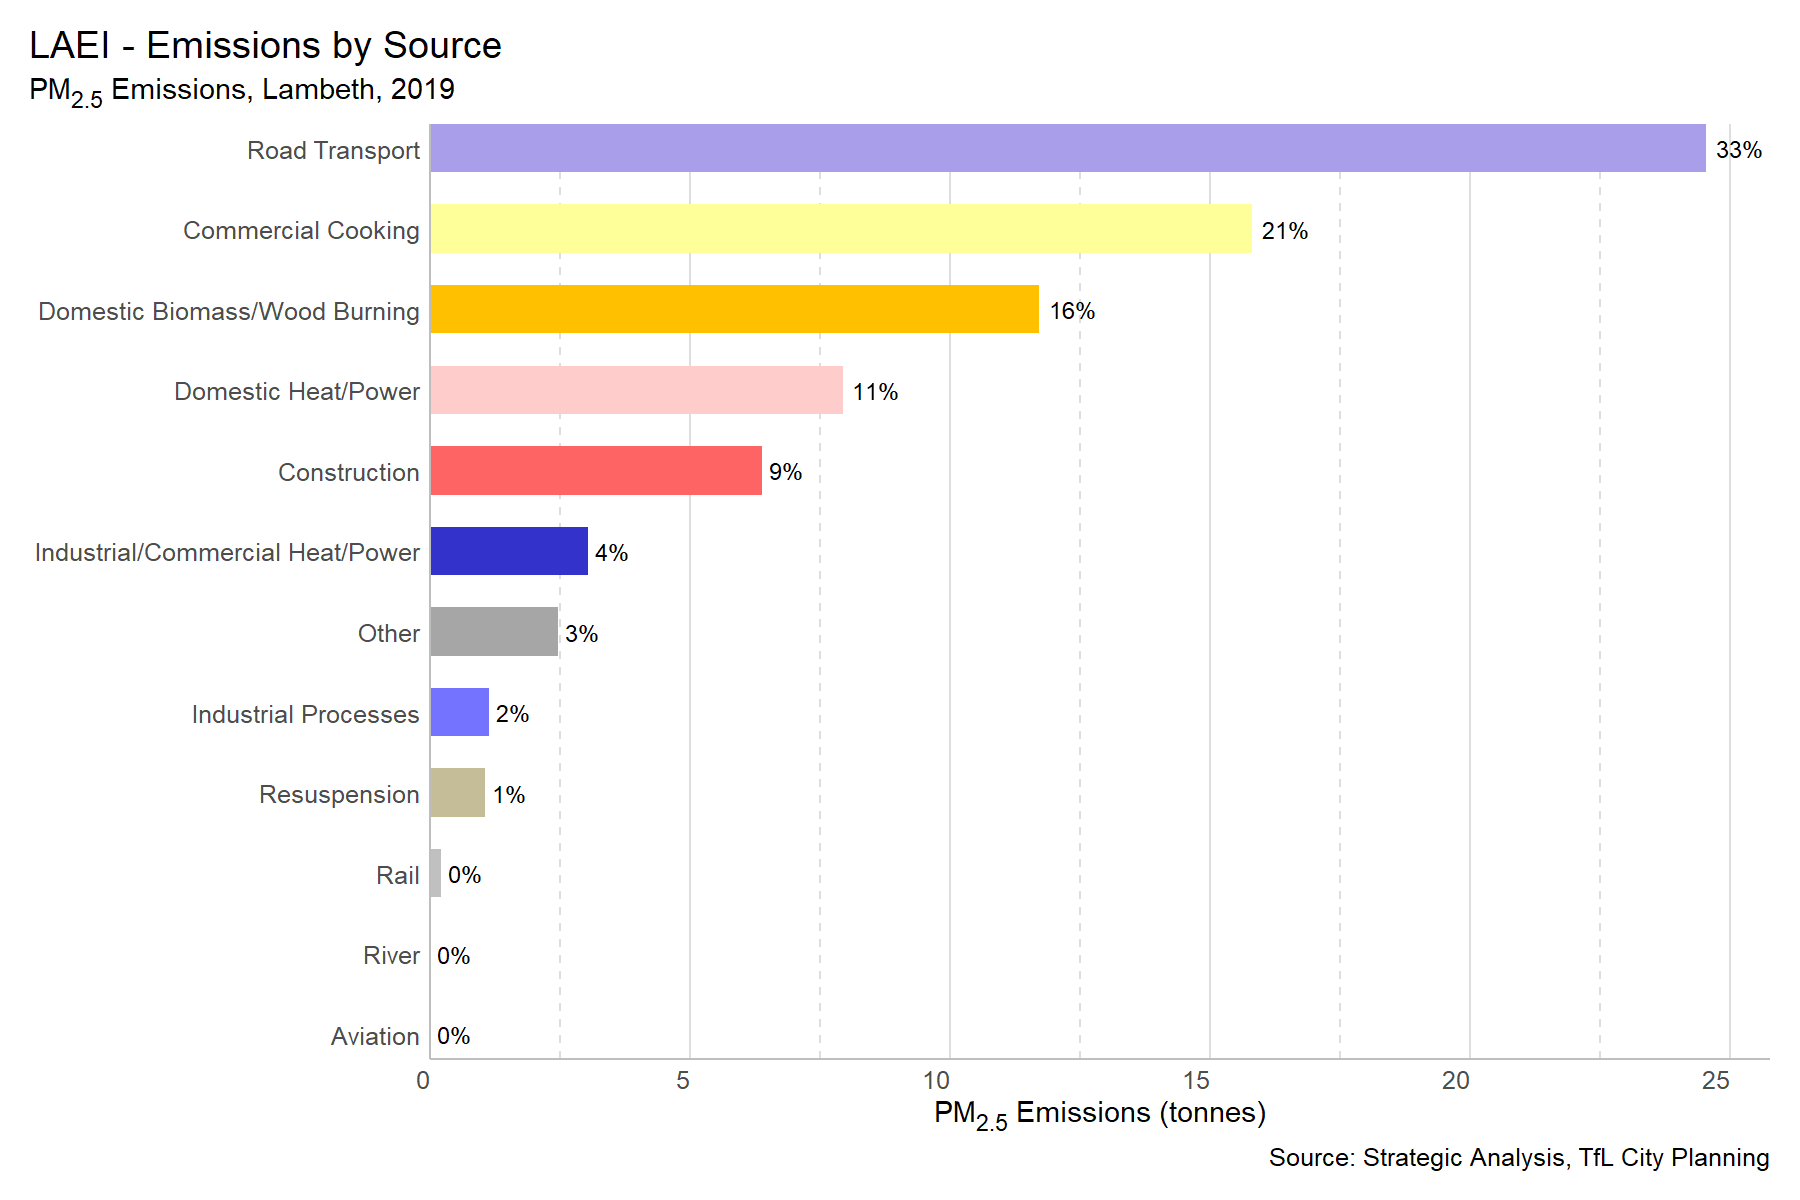 LAEI - Emissions by Source
PM2.5 Emissions, Lambeth, 2019
Road Transport 33%
Commercial Cooking 21%
Domestic Biomass/Wood Burning 16%
Domestic Heat/Power 11%
Construction 9%
Industrial/Commercial Heat/Power 4%
Other 3%
Industrial Processes 2%
Resuspension 1%
Rail 0%
River 0%
Aviation 0%
0 5 10 15 20 25
PM2.5 Emissions (tonnes)
Source: Strategic Analysis, TfL City Planning